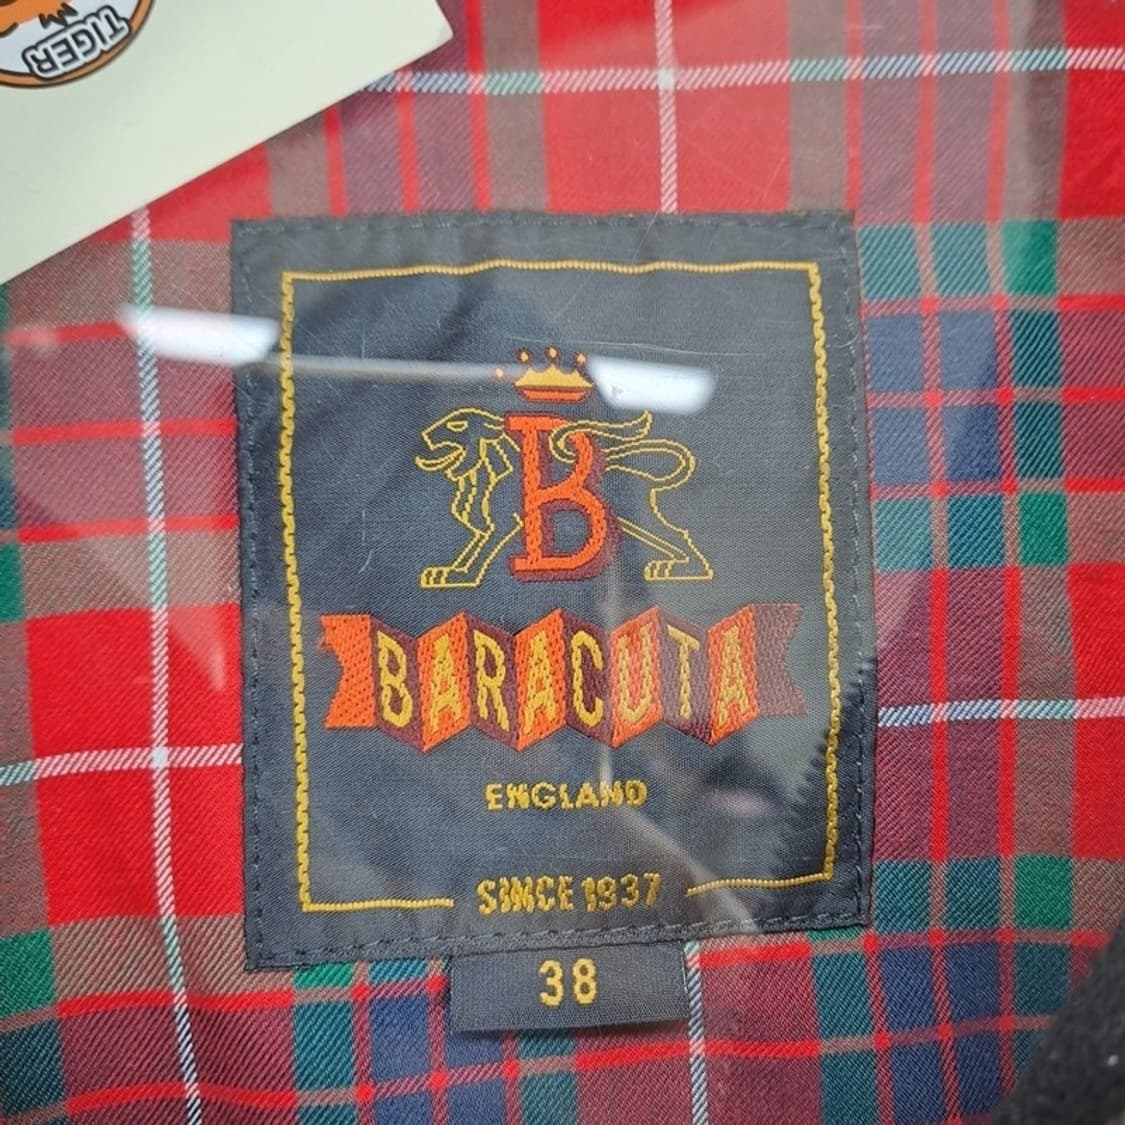 TIGER
B
BARACUTA
ENGLAND
SINCE 1937
38